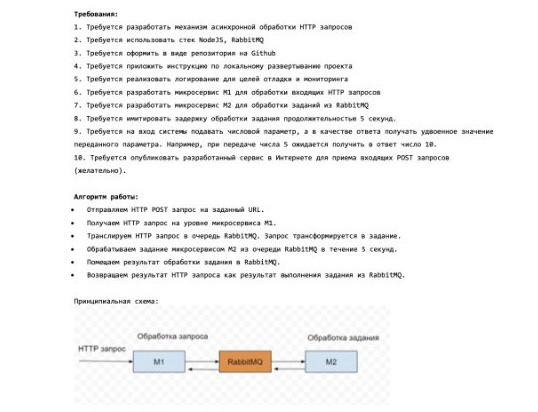 Требования:
1. Требуется разработать механизм асинхронной обработки HTTP запросов
2. Требуется использовать стек NodeJS, RabbitMQ
3. Требуется оформить в виде репозитория на Github
4. Требуется приложить инструкцию по локальному развертывание проекта
5. Требуется реализовать логирование для целей отладки и мониторинга
6. Требуется разработать микросервис М1 для обработки входящих HTTP запросов
7. Требуется разработать микросервис М2 для обработки заданий из RabbitMQ
8. Требуется имитировать задержку обработки задания продолжительностью 5 секунд.
9. Требуется на вход системы подавать числовой параметр, а в качестве ответа получать удвоенное значение
переданного параметра. Например, при передаче числа 5 ожидается получить в ответ число 10.
10. Требуется опубликовать разработанный сервис в Интернете для приема входящих POST запросов
(желательно).
Алгоритм работы:
• Отправляем HTTP POST запрос на заданный URL.
• Получаем HTTP запрос на уровне микросервиса М1.
• Транслируем HTTP запрос в очередь RabbitMQ. Запрос трансформируется в задание.
• Обрабатываем задание микросервисом М2 из очереди RabbitMQ в течение 5 секунд.
• Помещаем результат обработки задания в RabbitMQ.
• Возвращаем результат HTTP запроса как результат выполнения задания из RabbitMQ.
Принципиальная схема:
Обработка запроса
Обработка задания
HTTP запрос
М1
RabbitMQ
М2